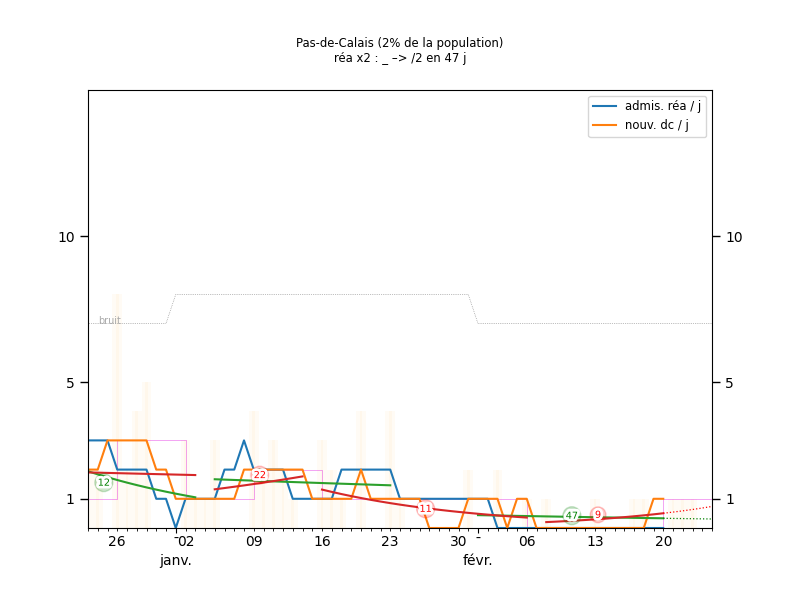 Pas-de-Calais (2% de la population)
réa x2 : _ –> /2 en 47 j
admis. réa / j
nouv. dc / j
10 10
bruit
5 5
22
12
11
47 9
1 1
26 02 09 16 23 30 06 13 20
janv. févr.